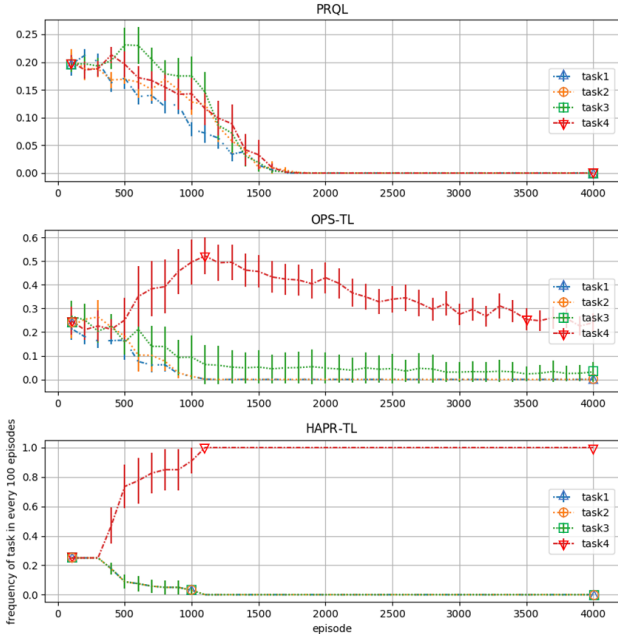 PRQL
0.25
0.20
0.15
0.10
0.05
0.00
task1
task2
task3
task4
0 500 1000 1500 2000 2500 3000 3500 4000
OPS-TL
0.6
0.5
0.4
0.3
0.2
0.1
0.0
task1
task2
task3
task4
0 500 1000 1500 2000 2500 3000 3500 4000
HAPR-TL
frequency of task in every 100 episodes
1.0
0.8
0.6
0.4
0.2
0.0
task1
task2
task3
task4
0 500 1000 1500 2000 2500 3000 3500 4000
episode